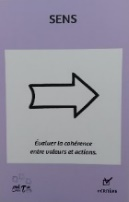 SENS
Évaluer la cohérence
entre valeurs et actions.